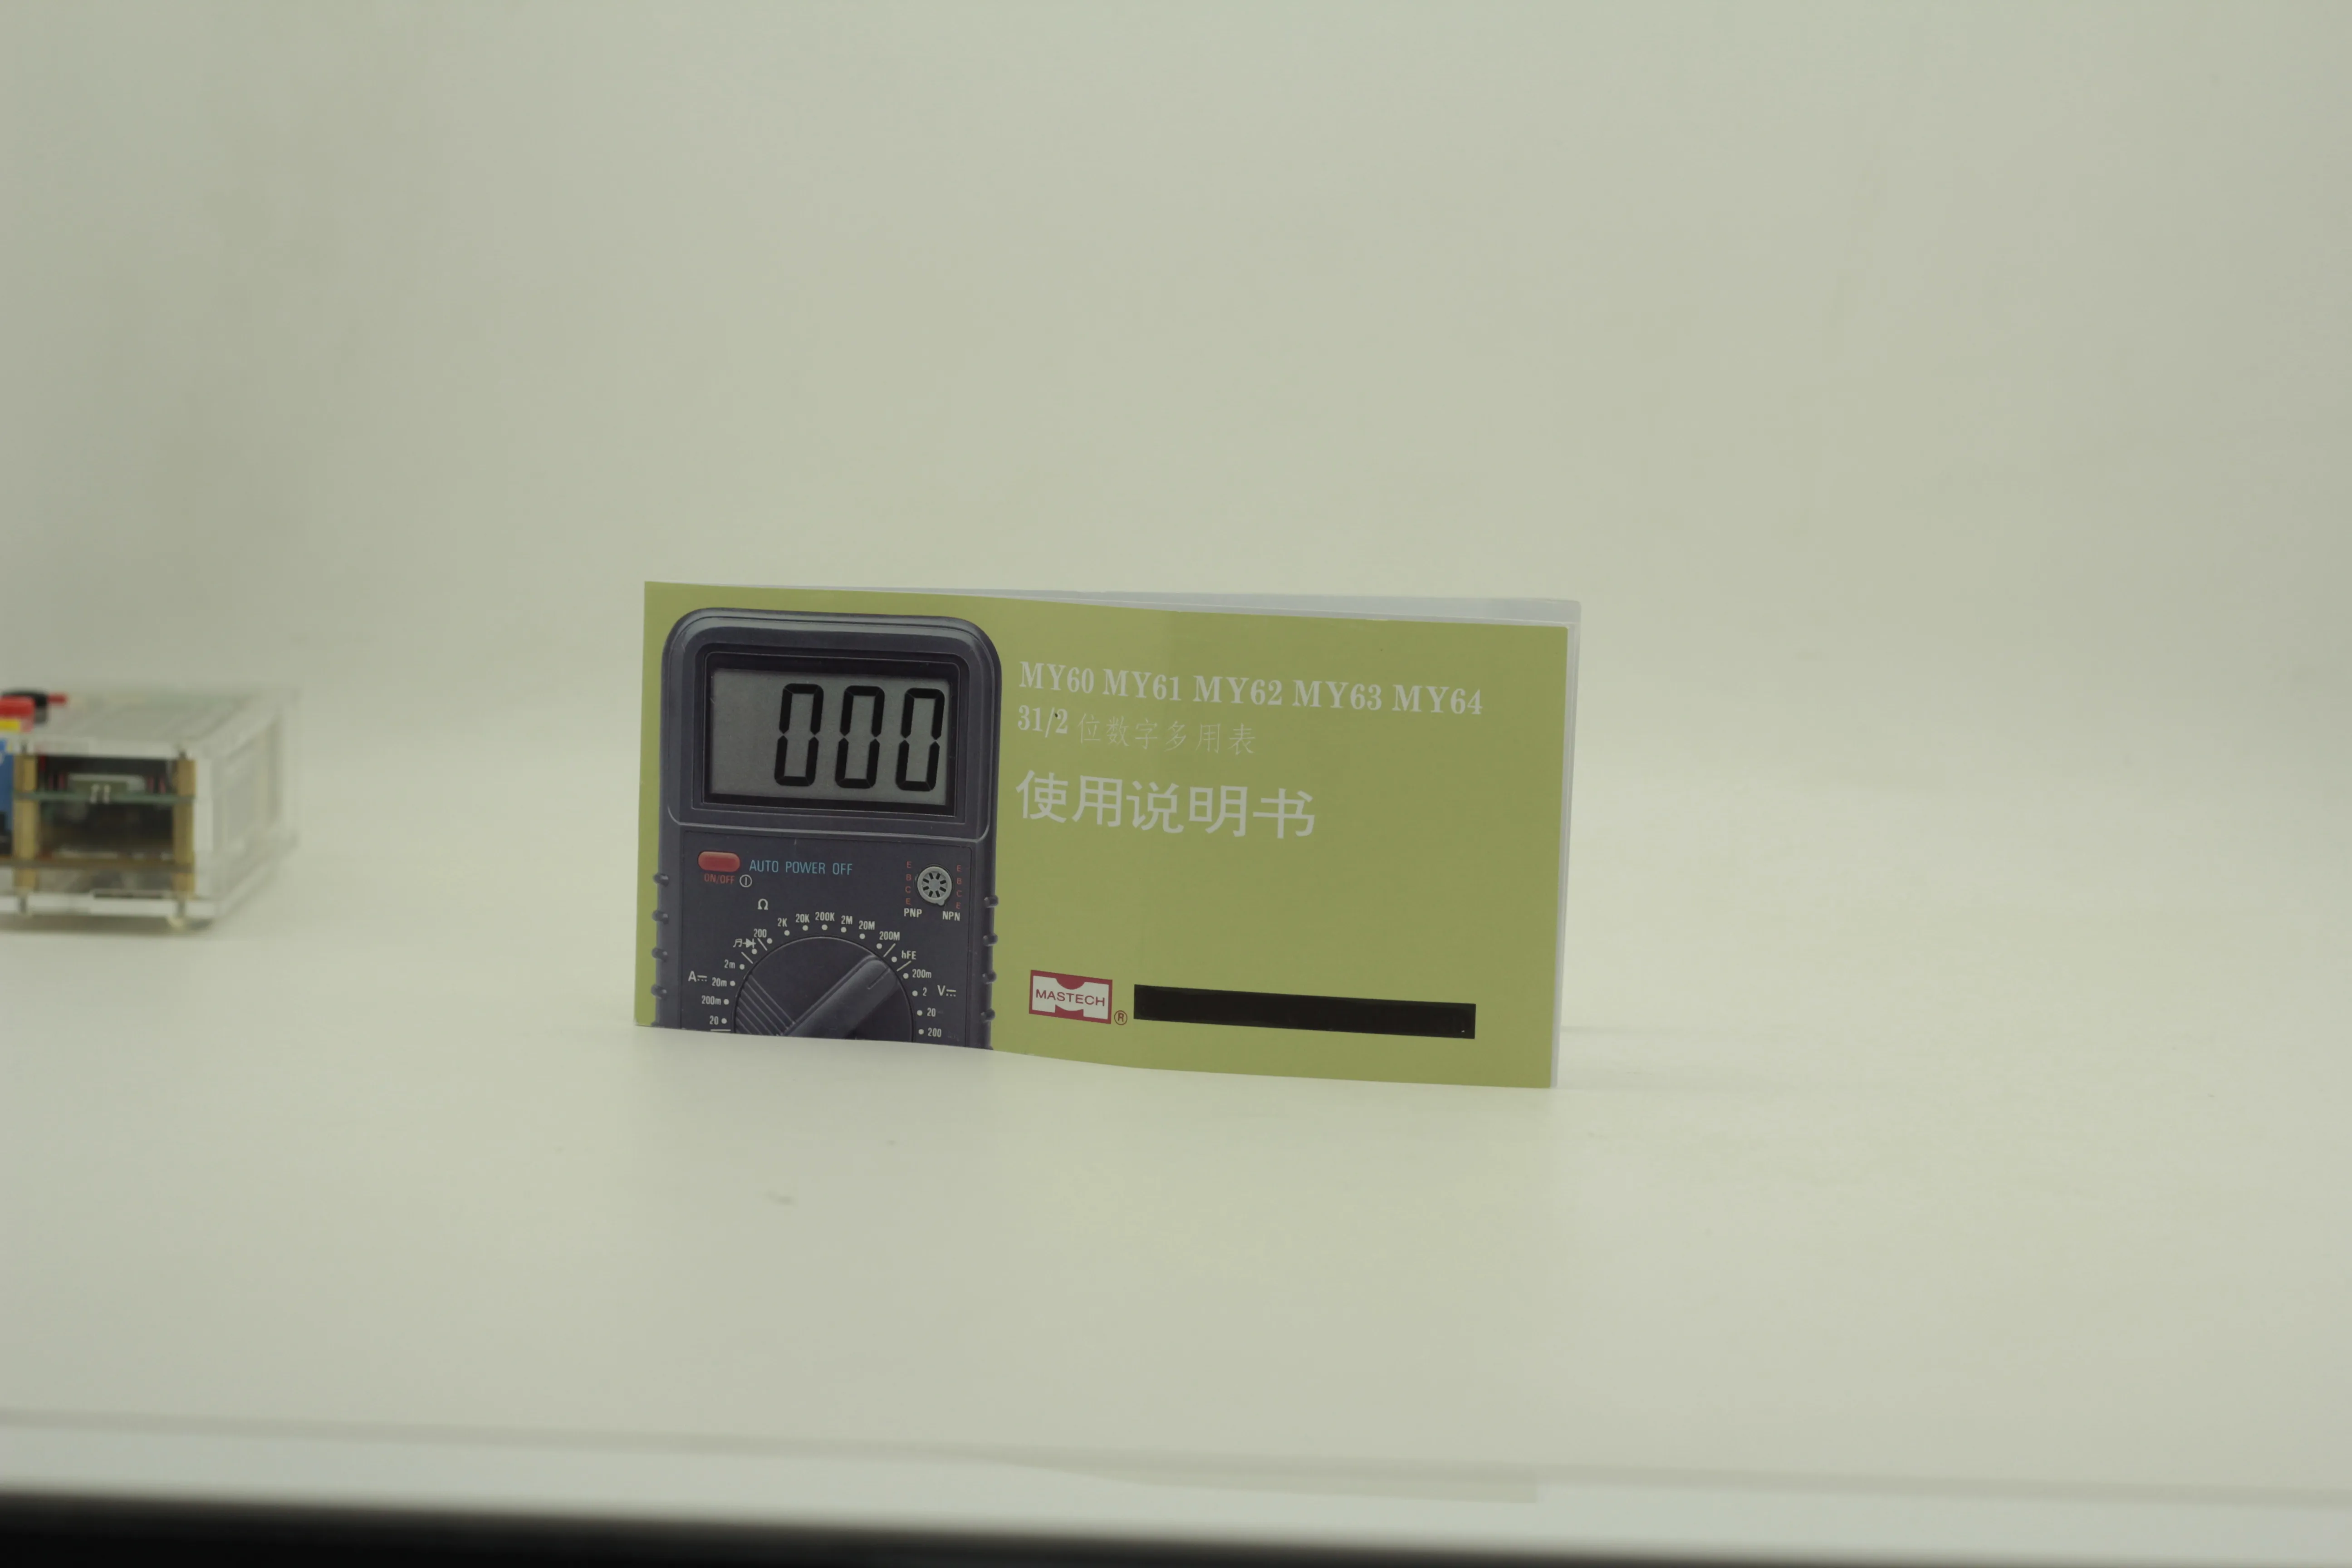 MY60 MY61 MY62 MY63 MY64
31/2 位数字多用表
使用说明书
000
AUTO POWER OFF
ON/OFF
E
B
C
E
PNP
E
B
C
E
NPN
Ω
200
2K
20K
200K
2M
20M
200M
hFE
200m
2
V
20
200
2m
A
20m
200m
20
MASTECH
®